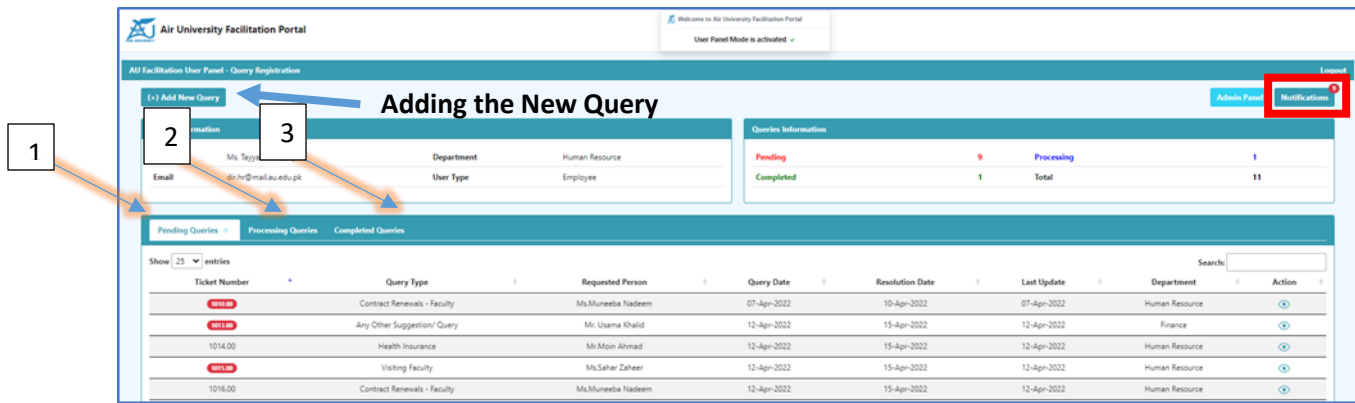 Air University Facilitation Portal
Welcome to Air University Facilitation Portal
User Panel Mode is activated
AU Facilitation User Panel - Query Registration
Logout
(+) Add New Query
Adding the New Query
Admin Panel
Notifications
9
1
2
3
Queries Information
Ms. Department Human Resource
Pending 9 Processing 1
Email dir.hr@mail.au.edu.pk User Type Employee
Completed 1 Total 11
Pending Queries Processing Queries Completed Queries
Show 25 entries
Search:
Ticket Number Query Type Requested Person Query Date Resolution Date Last Update Department Action
1010.00 Contract Renewals - Faculty Ms.Muneeba Nadeem 07-Apr-2022 10-Apr-2022 07-Apr-2022 Human Resource
1013.00 Any Other Suggestion/ Query Mr. Usama Khalid 12-Apr-2022 15-Apr-2022 12-Apr-2022 Finance
1014.00 Health Insurance Mr.Moin Ahmad 12-Apr-2022 15-Apr-2022 12-Apr-2022 Human Resource
1015.00 Visiting Faculty Ms.Sahar Zaheer 12-Apr-2022 15-Apr-2022 12-Apr-2022 Human Resource
1016.00 Contract Renewals - Faculty Ms.Muneeba Nadeem 12-Apr-2022 15-Apr-2022 12-Apr-2022 Human Resource